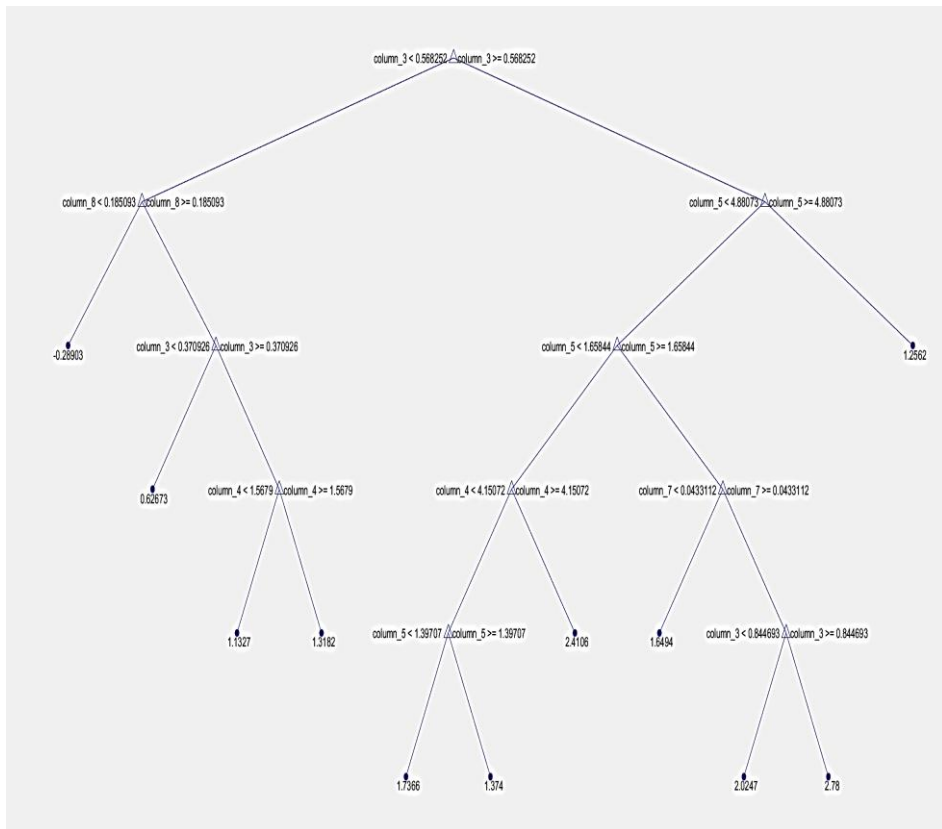 column_3 < 0.568252 column_3 >= 0.568252
column_8 < 0.185093 column_8 >= 0.185093 column_5 < 4.88073 column_5 >= 4.88073
-0.28903 column_3 < 0.370926 column_3 >= 0.370926 column_5 < 1.65844 column_5 >= 1.65844 1.2562
0.62673 column_4 < 1.5679 column_4 >= 1.5679 column_4 < 4.15072 column_4 >= 4.15072 column_7 < 0.0433112 column_7 >= 0.0433112
1.1327 1.3182 column_5 < 1.39707 column_5 >= 1.39707 2.4106 1.6494 column_3 < 0.844693 column_3 >= 0.844693
1.7366 1.374 2.0247 2.78